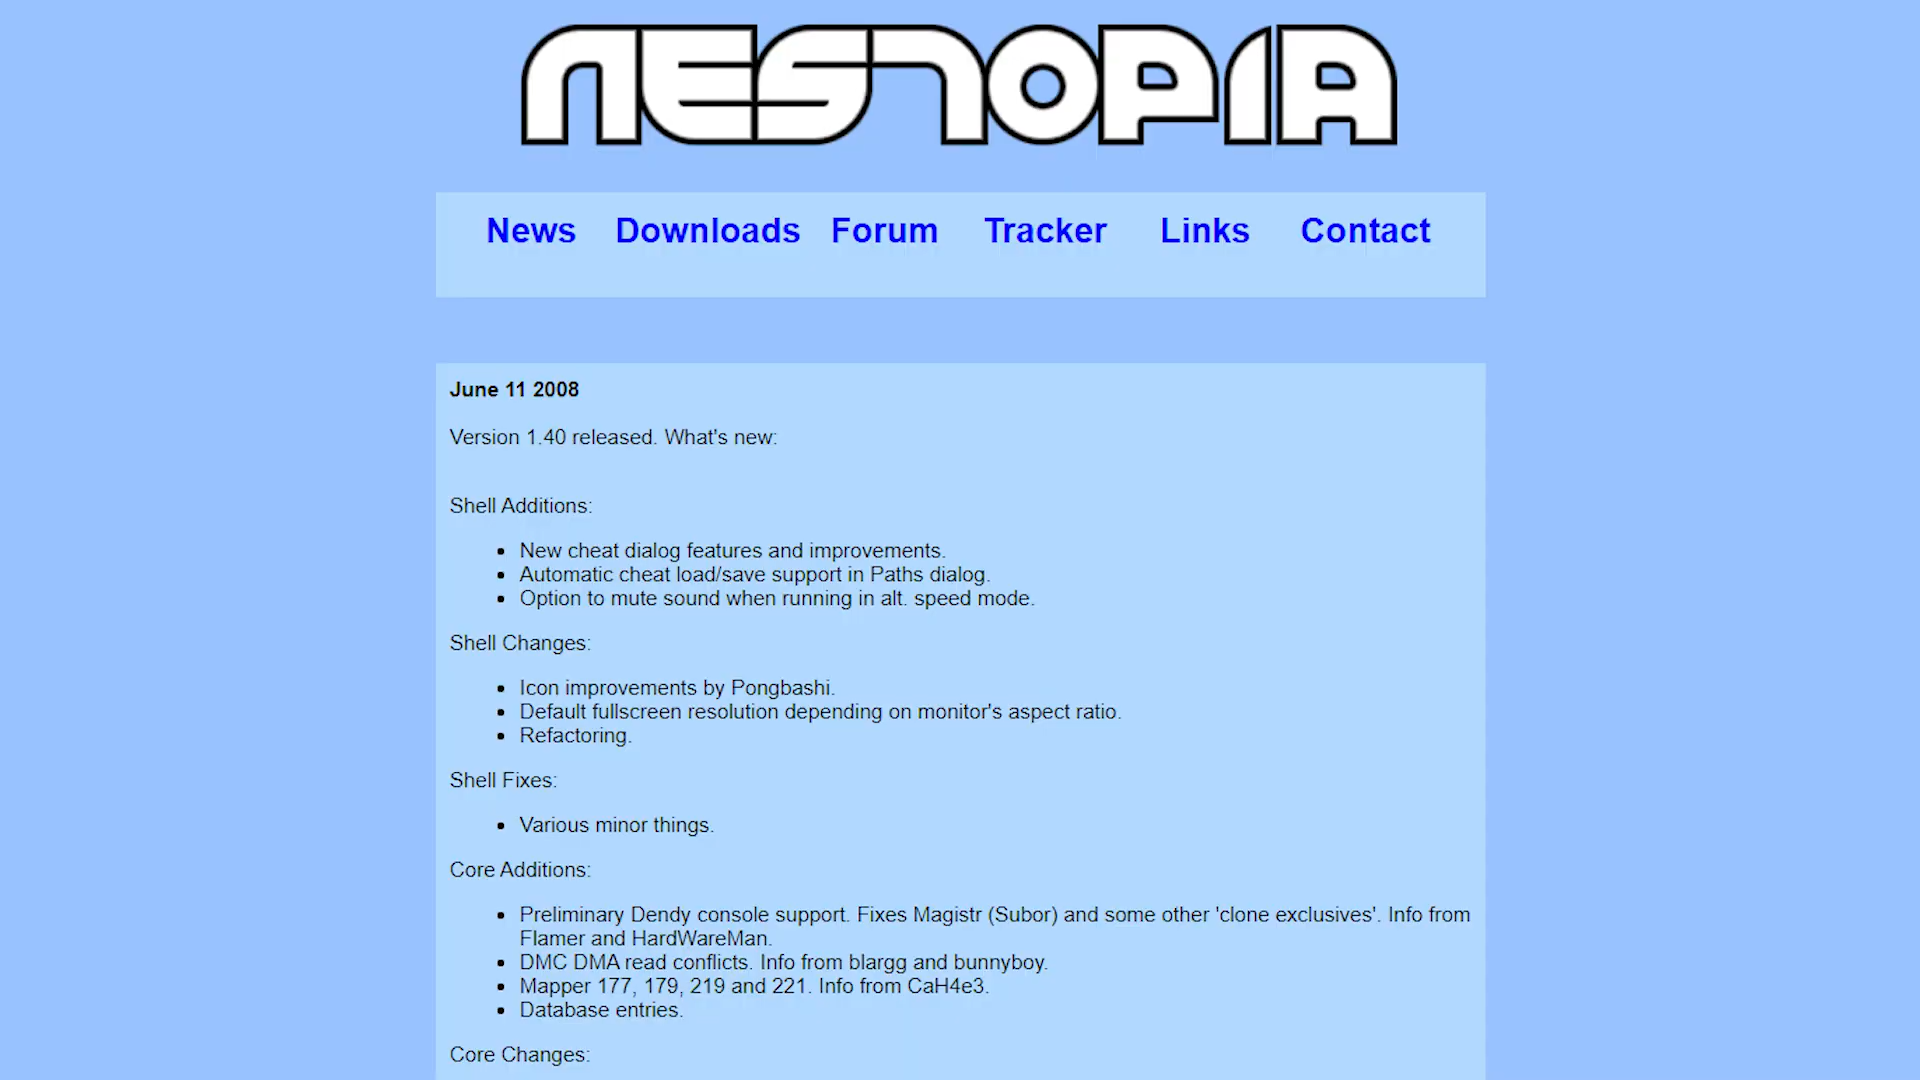 NESTOPIA
News Downloads Forum Tracker Links Contact
June 11 2008
Version 1.40 released. What's new:
Shell Additions:
• New cheat dialog features and improvements.
• Automatic cheat load/save support in Paths dialog.
• Option to mute sound when running in alt. speed mode.
Shell Changes:
• Icon improvements by Pongbashi.
• Default fullscreen resolution depending on monitor's aspect ratio.
• Refactoring.
Shell Fixes:
• Various minor things.
Core Additions:
• Preliminary Dendy console support. Fixes Magistr (Subor) and some other 'clone exclusives'. Info from
Flamer and HardWareMan.
• DMC DMA read conflicts. Info from blargg and bunnyboy.
• Mapper 177, 179, 219 and 221. Info from CaH4e3.
• Database entries.
Core Changes: